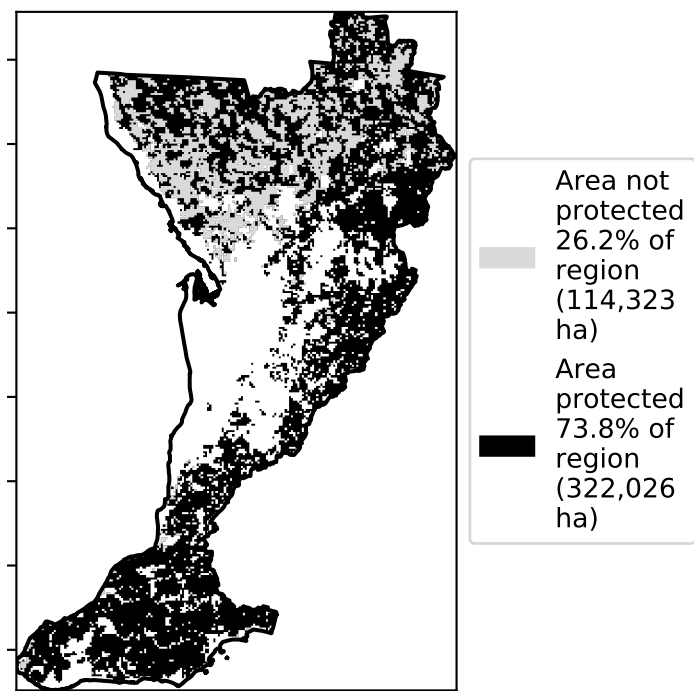 Area not
protected
26.2% of
region
(114,323
ha)
Area
protected
73.8% of
region
(322,026
ha)